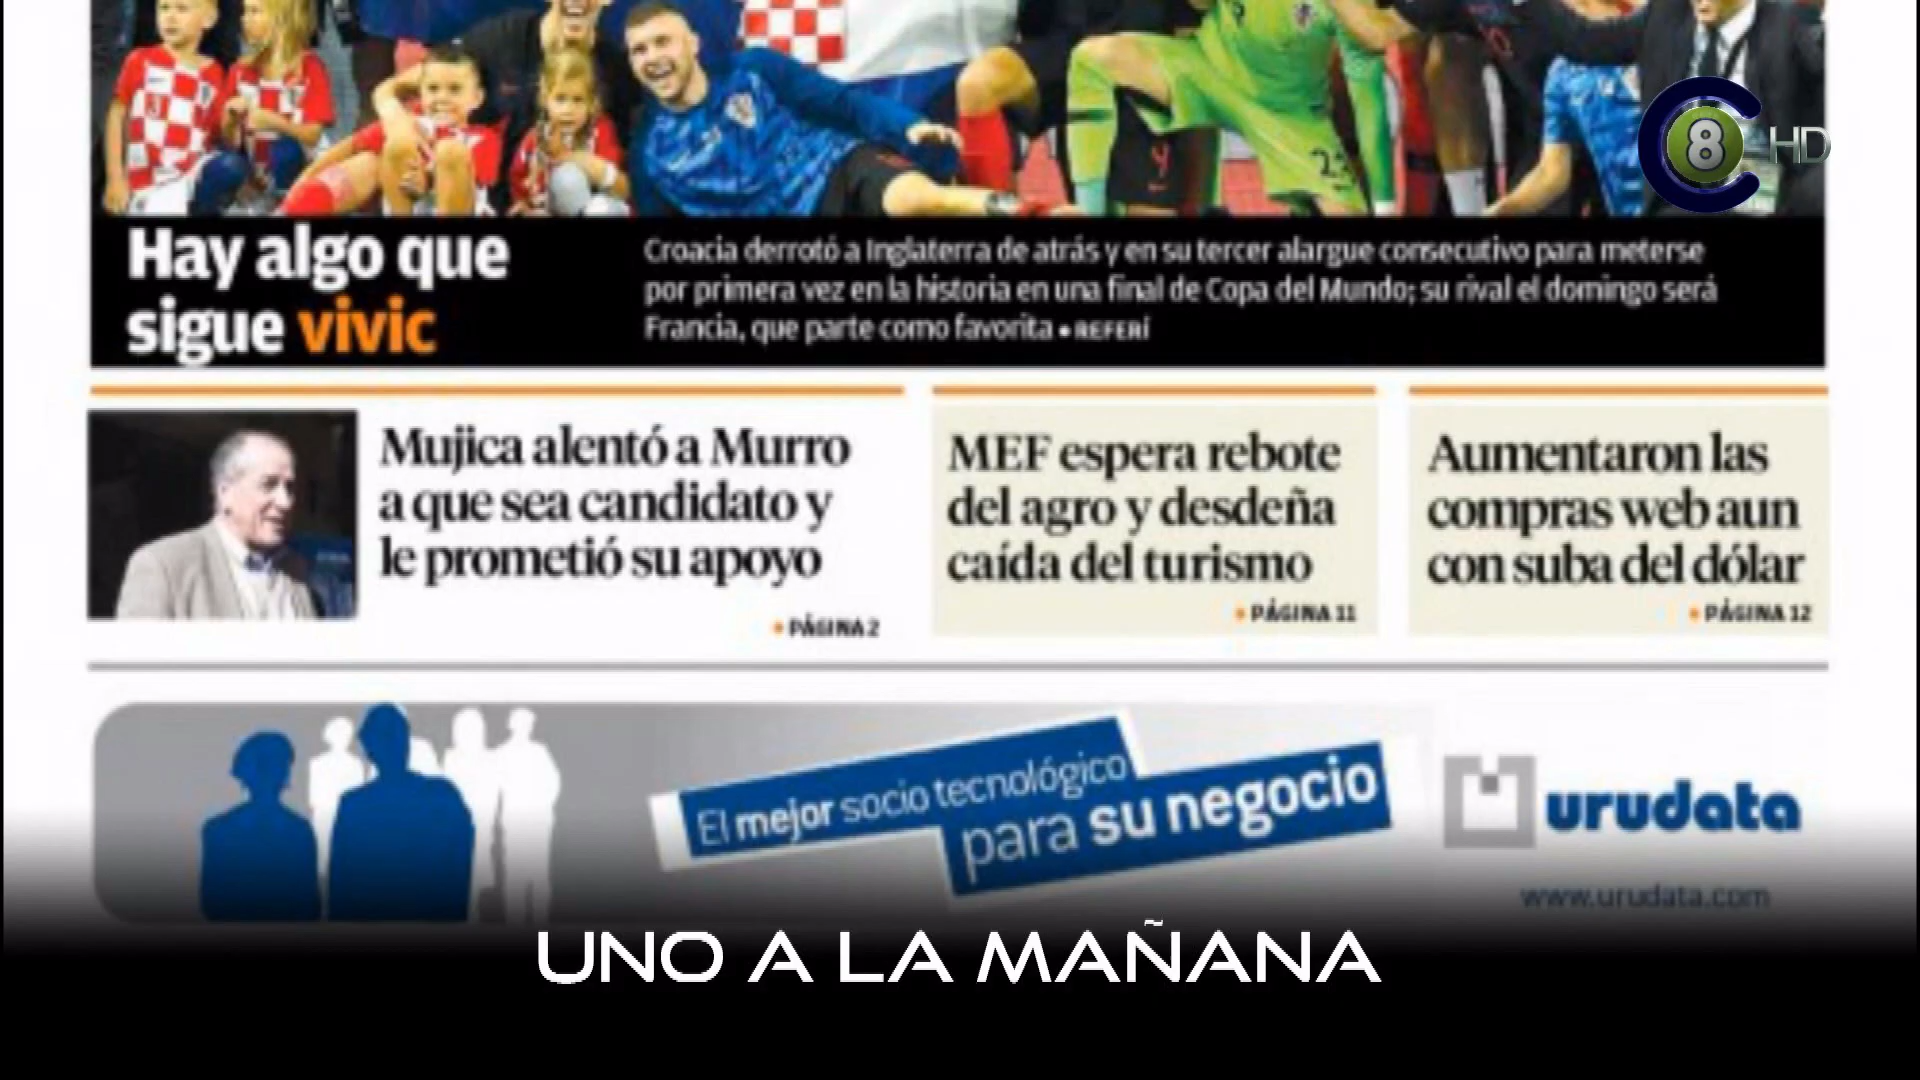 8 HD
23
Hay algo que
sigue vivic
Croacia derrotó a Inglaterra de atrás y en su tercer alargue consecutivo para meterse
por primera vez en la historia en una final de Copa del Mundo; su rival el domingo será
Francia, que parte como favorita • REFERÍ
Mujica alentó a Murro
a que sea candidato y
le prometió su apoyo
• PÁGINA 2
MEF espera rebote
del agro y desdeña
caída del turismo
• PÁGINA 11
Aumentaron las
compras web aun
con suba del dólar
• PÁGINA 12
El mejor socio tecnológico
para su negocio
urudata
www.urudata.com
UNO A LA MAÑANA